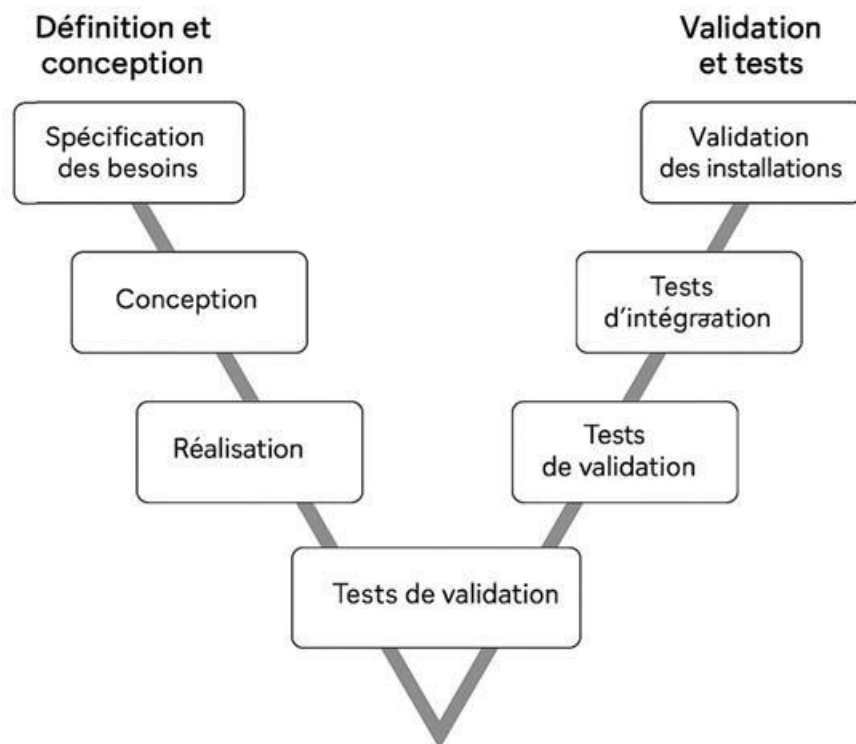 Définition et
conception
Validation
et tests
Spécification
des besoins
Validation
des installations
Conception
Tests
d'intégraation
Réalisation
Tests
de validation
Tests de validation